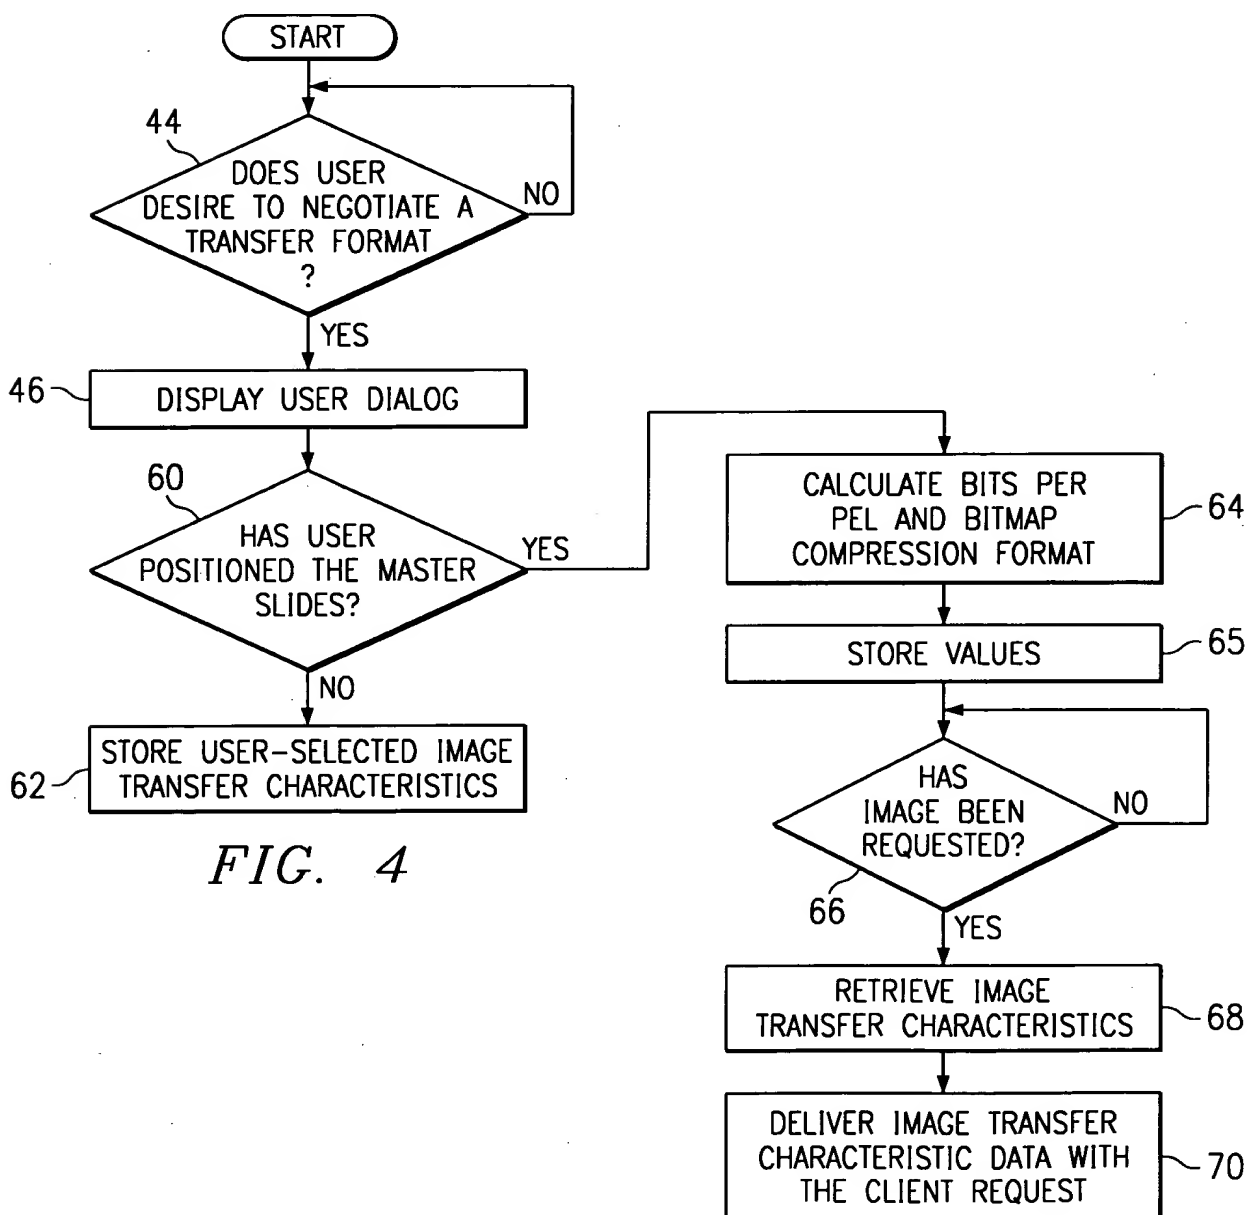 START
44
DOES USER
DESIRE TO NEGOTIATE A
TRANSFER FORMAT
?
NO
YES
46
DISPLAY USER DIALOG
60
HAS USER
POSITIONED THE MASTER
SLIDES?
YES
NO
62
STORE USER-SELECTED IMAGE
TRANSFER CHARACTERISTICS
FIG. 4
CALCULATE BITS PER
PEL AND BITMAP
COMPRESSION FORMAT
64
STORE VALUES
65
HAS
IMAGE BEEN
REQUESTED?
NO
66
YES
RETRIEVE IMAGE
TRANSFER CHARACTERISTICS
68
DELIVER IMAGE TRANSFER
CHARACTERISTIC DATA WITH
THE CLIENT REQUEST
70